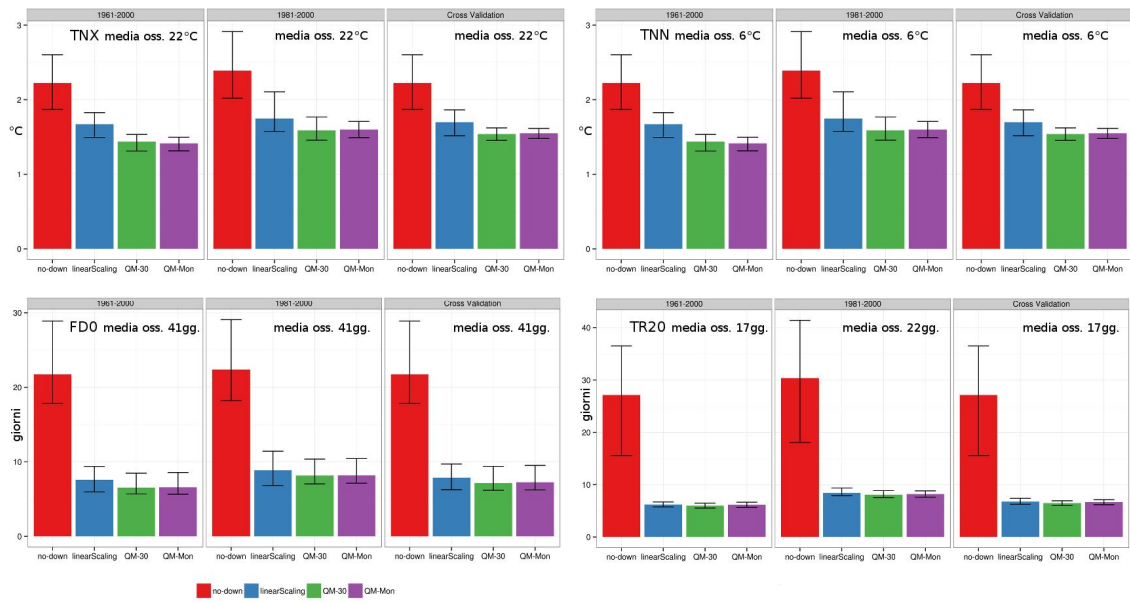 1961-2000 1981-2000 Cross Validation
TNX media oss. 22°C media oss. 22°C media oss. 22°C
3
2
°C
1
0
no-down linearScaling QM-30 QM-Mon no-down linearScaling QM-30 QM-Mon no-down linearScaling QM-30 QM-Mon
1961-2000 1981-2000 Cross Validation
TNN media oss. 6°C media oss. 6°C media oss. 6°C
3
2
°C
1
0
no-down linearScaling QM-30 QM-Mon no-down linearScaling QM-30 QM-Mon no-down linearScaling QM-30 QM-Mon
1961-2000 1981-2000 Cross Validation
FD0 media oss. 41gg. media oss. 41gg. media oss. 41gg.
30
20
giorni
10
0
no-down linearScaling QM-30 QM-Mon no-down linearScaling QM-30 QM-Mon no-down linearScaling QM-30 QM-Mon
1961-2000 1981-2000 Cross Validation
TR20 media oss. 17gg. media oss. 22gg. media oss. 17gg.
40
30
giorni
20
10
0
no-down linearScaling QM-30 QM-Mon no-down linearScaling QM-30 QM-Mon no-down linearScaling QM-30 QM-Mon
no-down linearScaling QM-30 QM-Mon